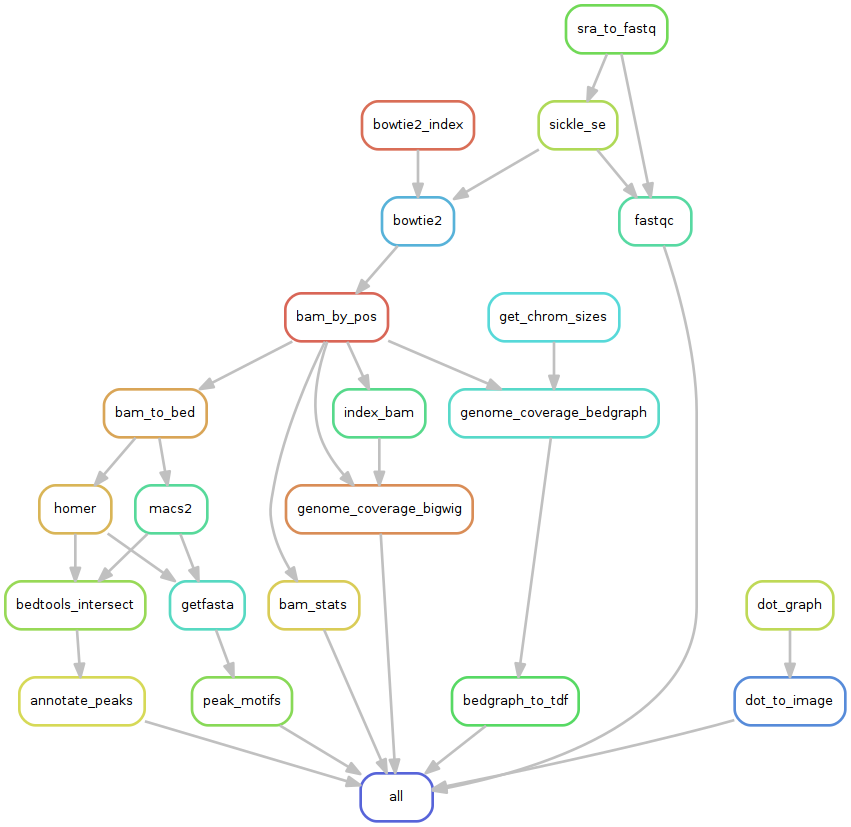 sra_to_fastq
bowtie2_index
sickle_se
bowtie2
fastqc
bam_by_pos
get_chrom_sizes
bam_to_bed
index_bam
genome_coverage_bedgraph
homer
macs2
genome_coverage_bigwig
bedtools_intersect
getfasta
bam_stats
dot_graph
annotate_peaks
peak_motifs
bedgraph_to_tdf
dot_to_image
all